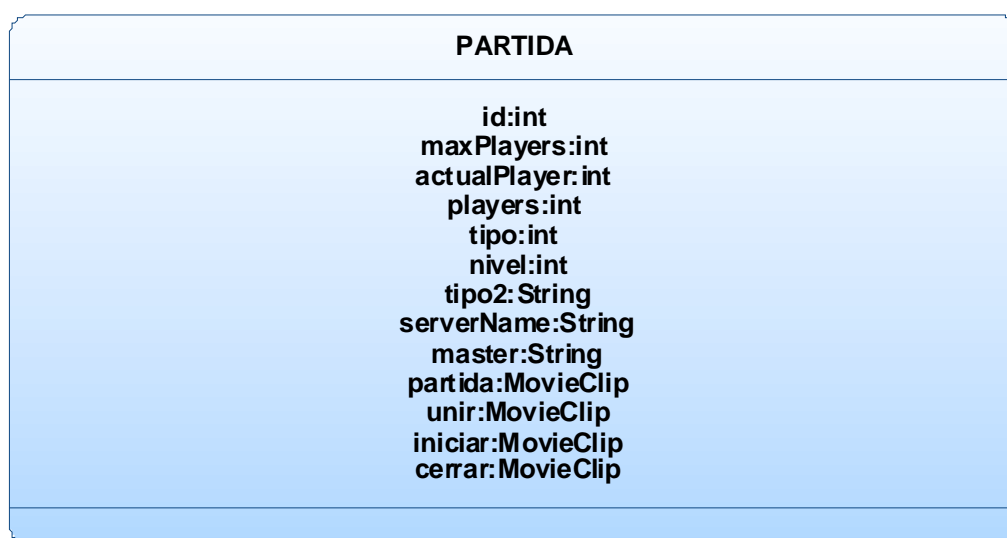 PARTIDA
id:int
maxPlayers:int
actualPlayer:int
players:int
tipo:int
nivel:int
tipo2:String
serverName:String
master:String
partida:MovieClip
unir:MovieClip
iniciar:MovieClip
cerrar:MovieClip